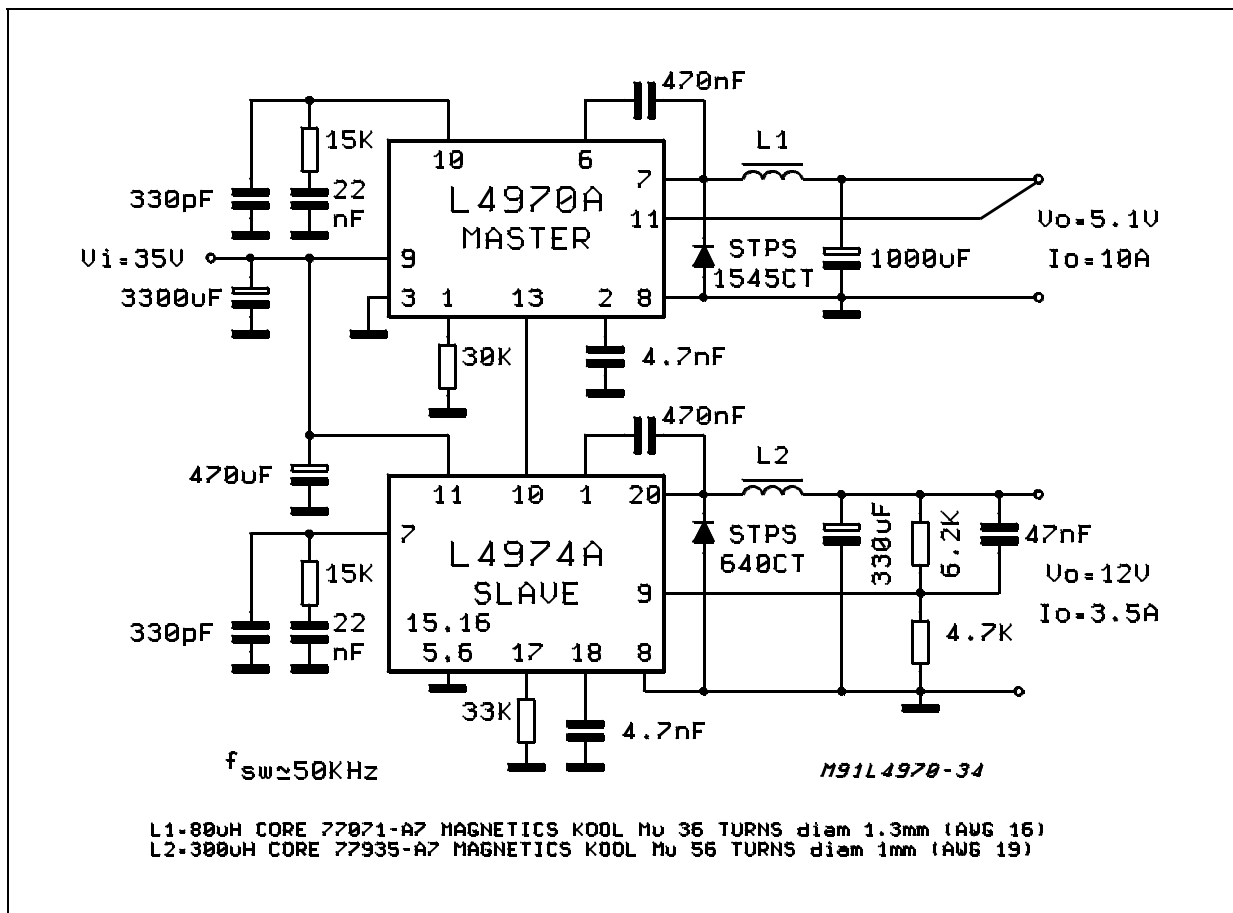 470nF
15K
10
6
L1
330pF
22
nF
L4970A
MASTER
7
11
Vo=5.1V
Vi=35V
9
STPS
1545CT
1000uF
Io=10A
3300uF
3
1
13
2
8
30K
4.7nF
470nF
L2
470uF
11
10
1
20
7
L4974A
SLAVE
STPS
640CT
330uF
6.2K
47nF
15K
9
Vo=12V
Io=3.5A
330pF
22
nF
15.16
5.6
17
18
8
4.7K
33K
4.7nF
fsw≃50KHz
M91L4970-34
L1=80uH CORE 77071-A7 MAGNETICS KOOL Mu 36 TURNS diam 1.3mm (AWG 16)
L2=300uH CORE 77935-A7 MAGNETICS KOOL Mu 56 TURNS diam 1mm (AWG 19)